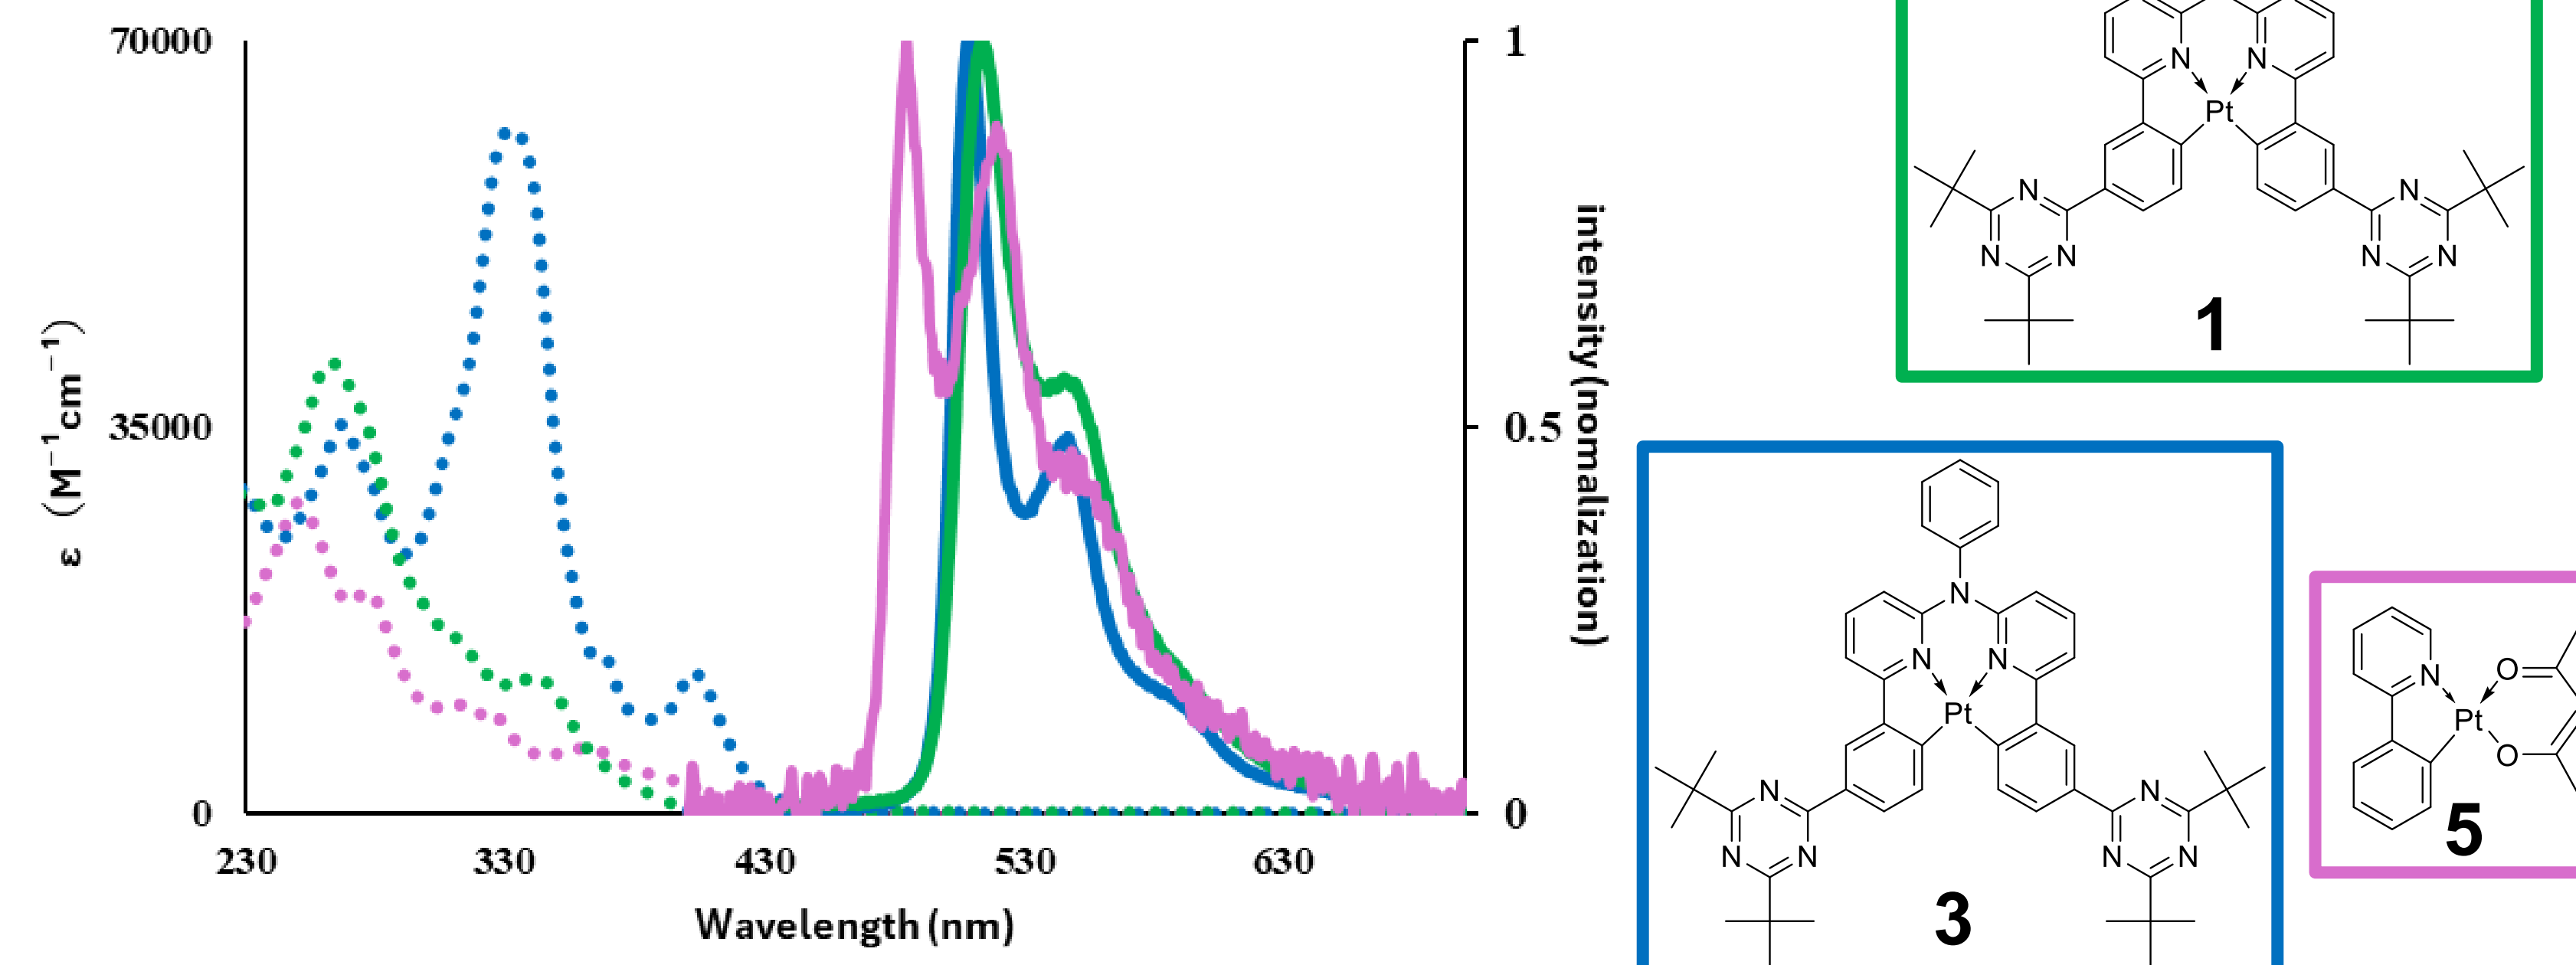 70000
35000
0
ε (M⁻¹cm⁻¹)
230
330
430
530
630
Wavelength (nm)
1
0.5
0
intensity (nomalization)
N
N
Pt
N
N
N
N
N
N
1
N
N
N
Pt
N
N
N
N
N
N
3
N
O
Pt
O
5